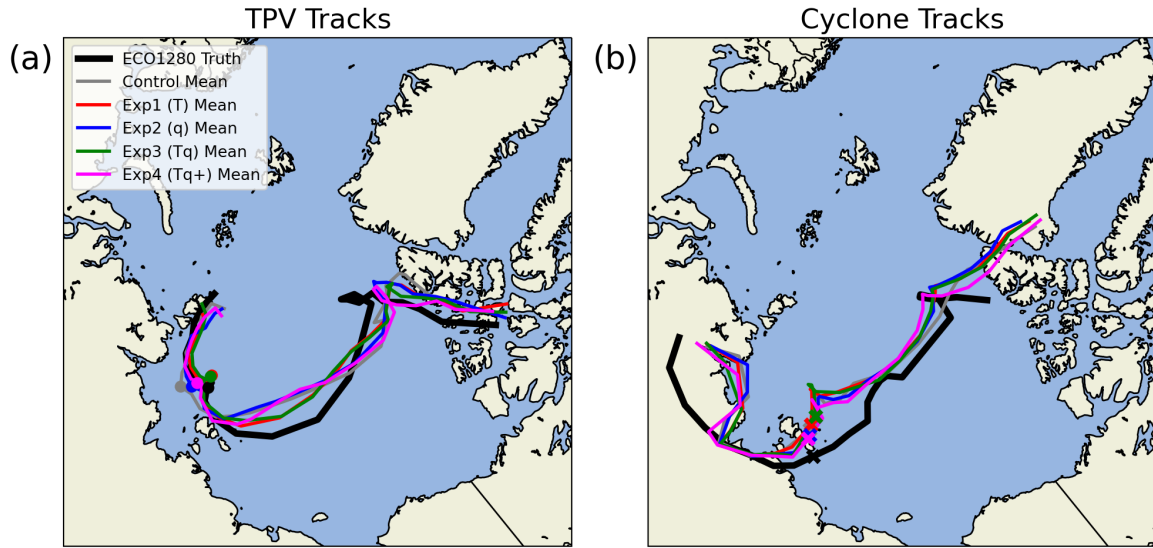 TPV Tracks
Cyclone Tracks
(a)
(b)
ECO1280 Truth
Control Mean
Exp1 (T) Mean
Exp2 (q) Mean
Exp3 (Tq) Mean
Exp4 (Tq+) Mean